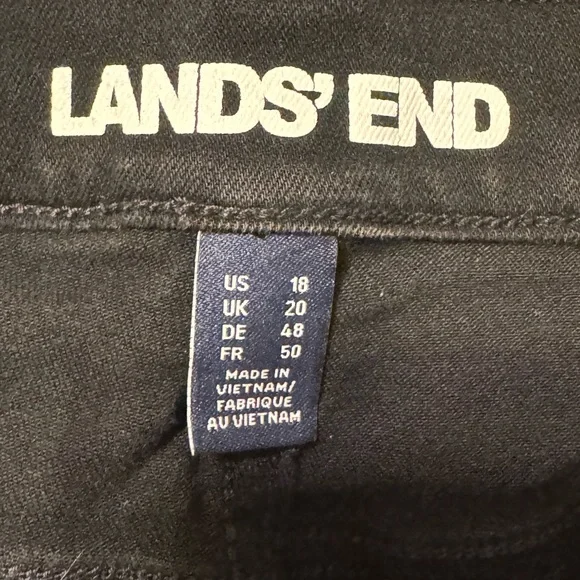 LANDS' END
US 18
UK 20
DE 48
FR 50
MADE IN
VIETNAM/
FABRIQUE
AU VIETNAM